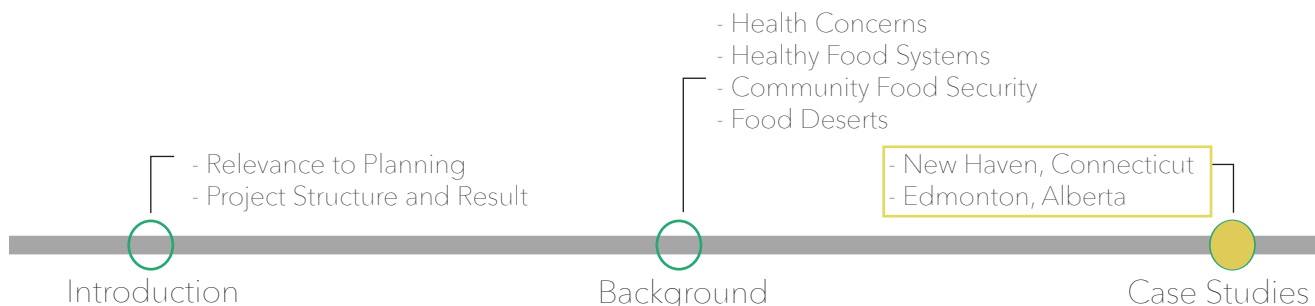 - Health Concerns
- Healthy Food Systems
- Community Food Security
- Food Deserts
- Relevance to Planning
- Project Structure and Result
- New Haven, Connecticut
- Edmonton, Alberta
Introduction
Background
Case Studies